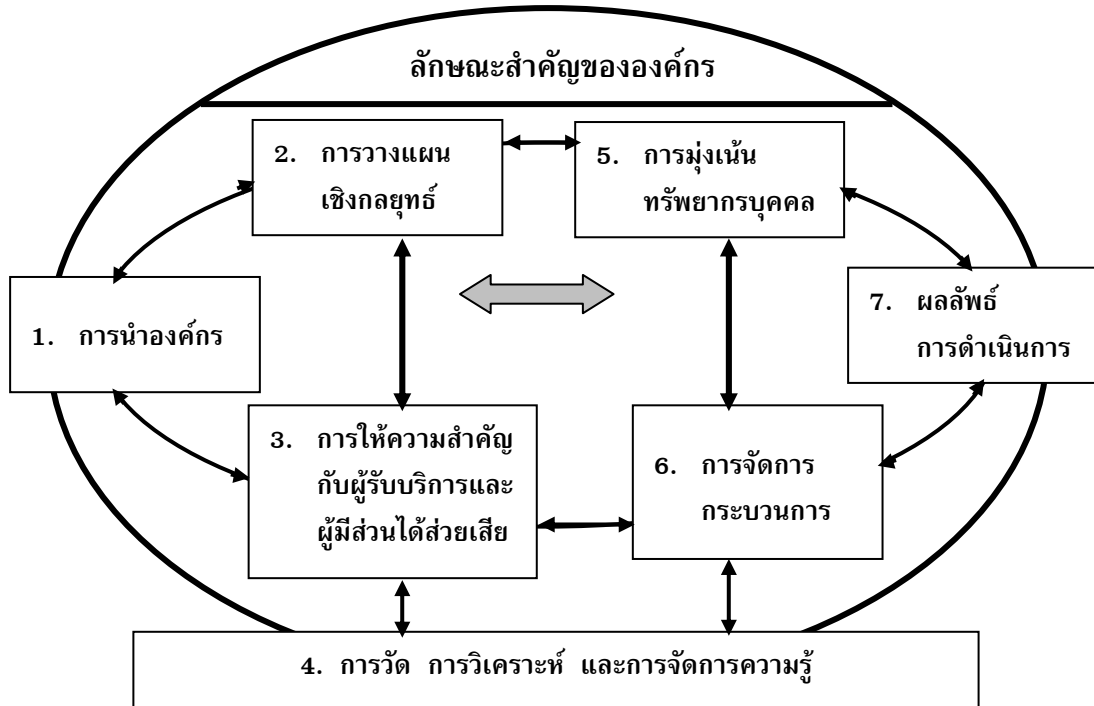 ลักษณะสำคัญขององค์กร
2. การวางแผน
เชิงกลยุทธ์
5. การมุ่งเน้น
ทรัพยากรบุคคล
1. การนำองค์กร
7. ผลลัพธ์
การดำเนินการ
3. การให้ความสำคัญ
กับผู้รับบริการและ
ผู้มีส่วนได้ส่วยเสีย
6. การจัดการ
กระบวนการ
4. การวัด การวิเคราะห์ และการจัดการความรู้